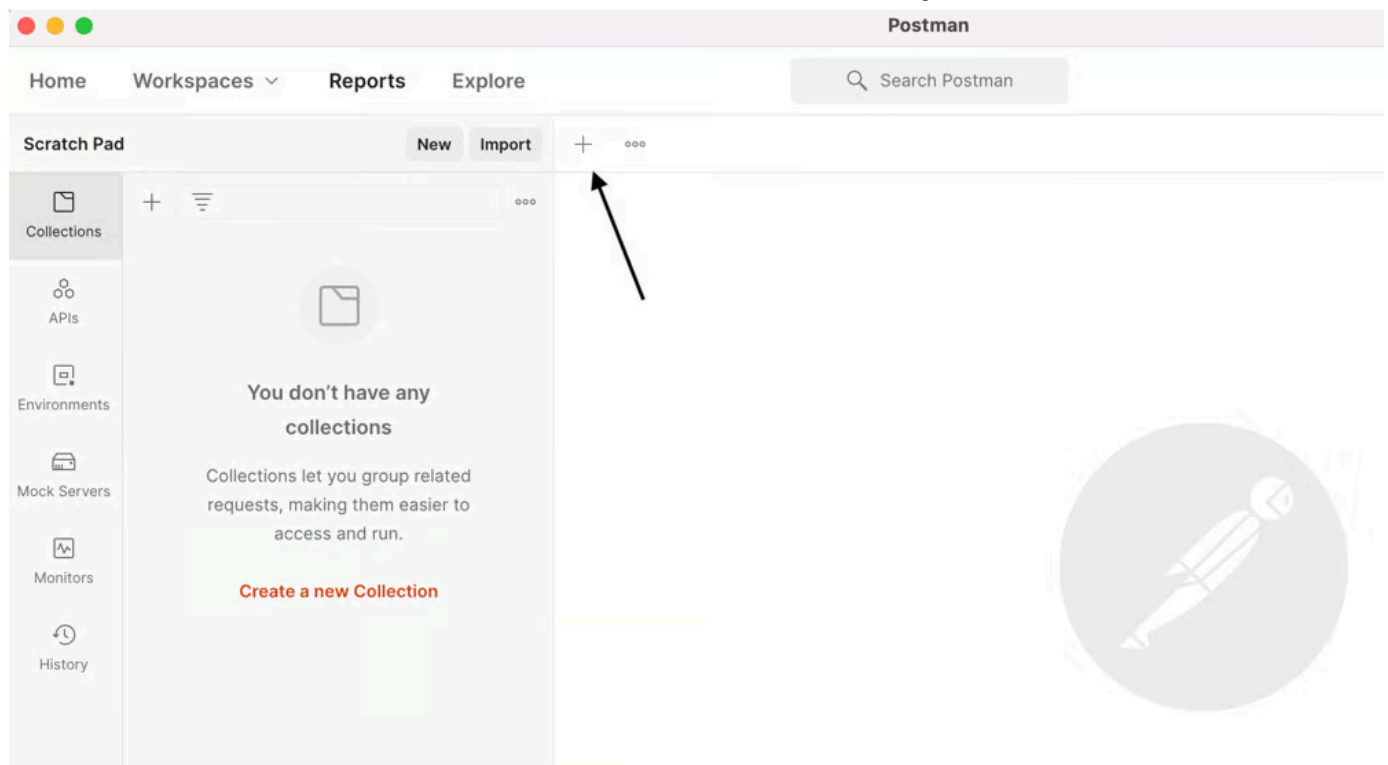 Postman
Home Workspaces Reports Explore
Search Postman
Scratch Pad New Import
Collections
APIs
Environments
Mock Servers
Monitors
History
You don’t have any
collections
Collections let you group related
requests, making them easier to
access and run.
Create a new Collection